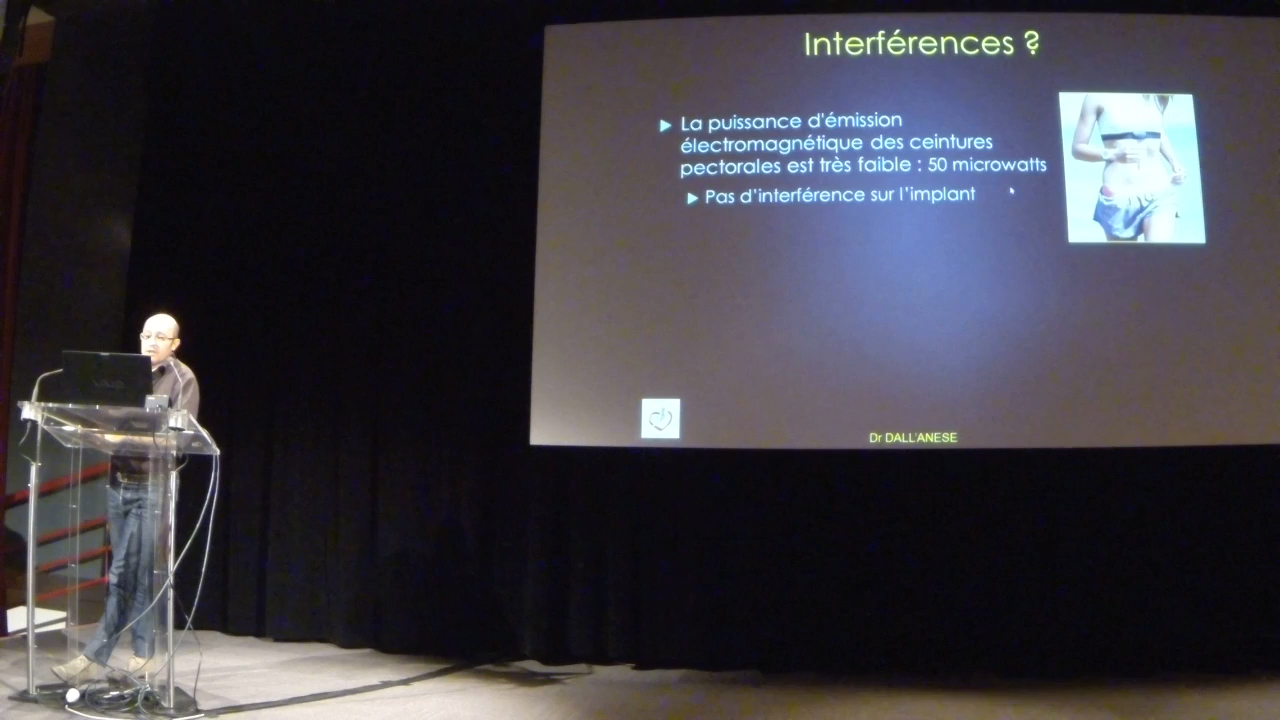 Interférences ?
La puissance d'émission
électromagnétique des ceintures
pectorales est très faible : 50 microwatts
Pas d'interférence sur l'implant
Dr DALL'ANESE